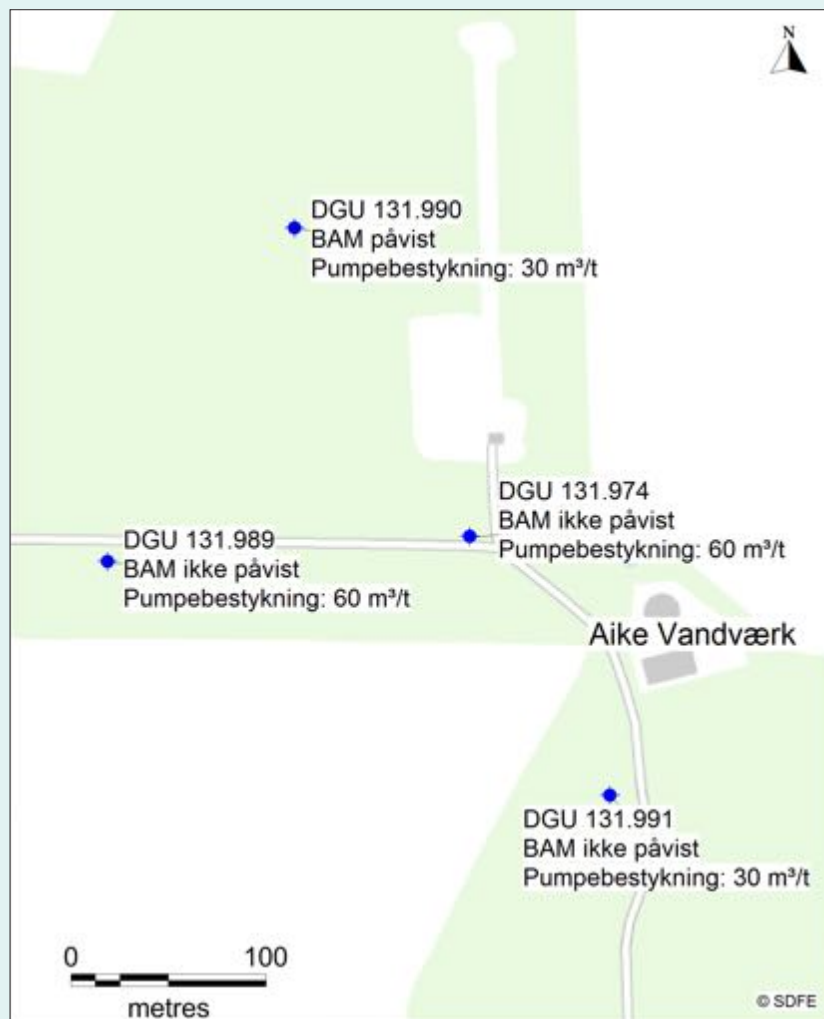 N
DGU 131.990
BAM påvist
Pumpebestykning: 30 m³/t
DGU 131.974
BAM ikke påvist
Pumpebestykning: 60 m³/t
DGU 131.989
BAM ikke påvist
Pumpebestykning: 60 m³/t
Aike Vandværk
DGU 131.991
BAM ikke påvist
Pumpebestykning: 30 m³/t
0 100
metres
© SDFE